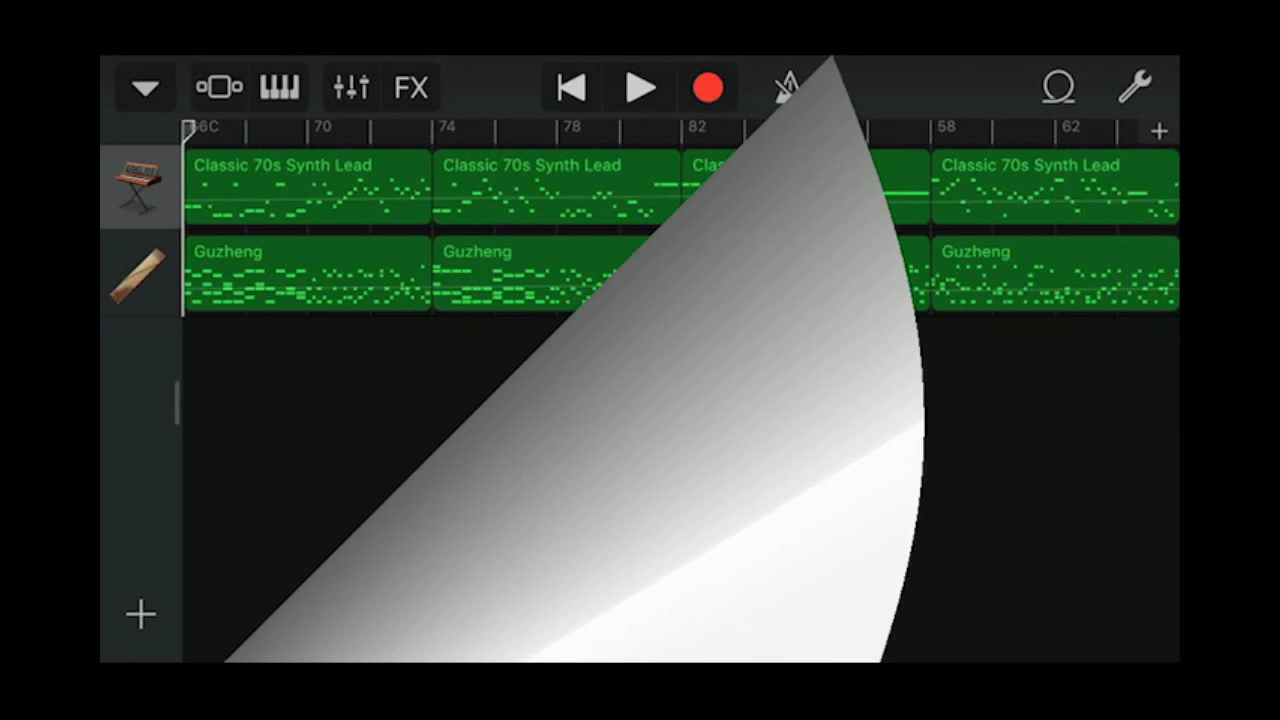 FX
66C 70 74 78 82 58 62
Classic 70s Synth Lead Classic 70s Synth Lead Clas Classic 70s Synth Lead
Guzheng Guzheng Guzheng